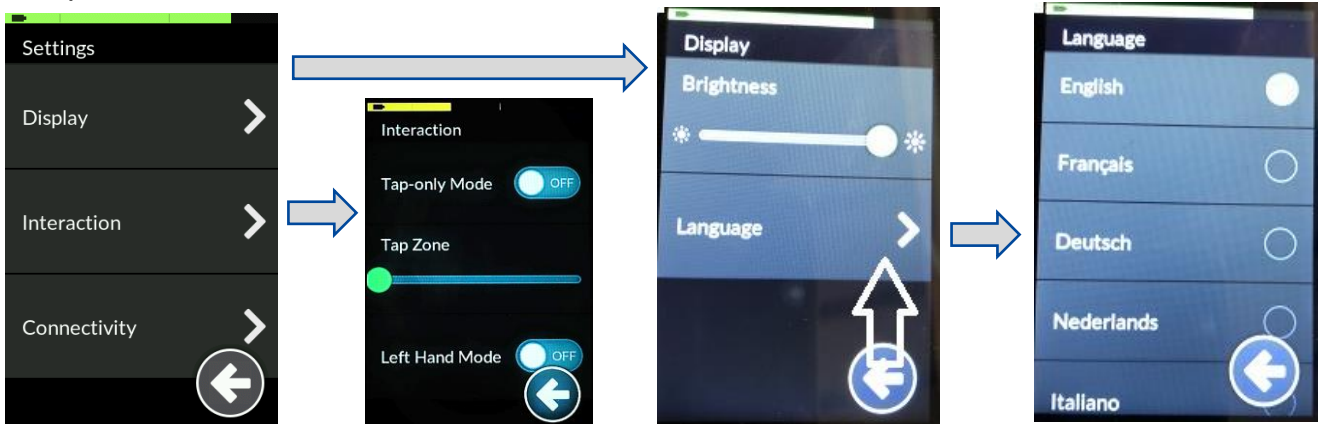 Settings
Display
Interaction
Connectivity
Interaction
Tap-only Mode OFF
Tap Zone
Left Hand Mode OFF
Display
Brightness
Language
Language
English
Français
Deutsch
Nederlands
Italiano